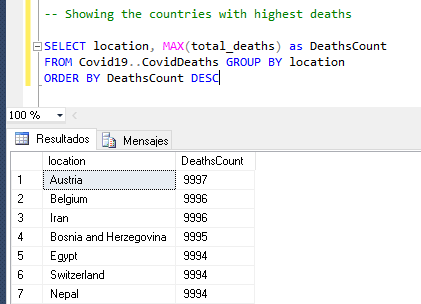 -- Showing the countries with highest deaths
SELECT location, MAX(total_deaths) as DeathsCount
FROM Covid19..CovidDeaths GROUP BY location
ORDER BY DeathsCount DESC
100 %
Resultados Mensajes
location DeathsCount
1 Austria 9997
2 Belgium 9996
3 Iran 9996
4 Bosnia and Herzegovina 9995
5 Egypt 9994
6 Switzerland 9994
7 Nepal 9994